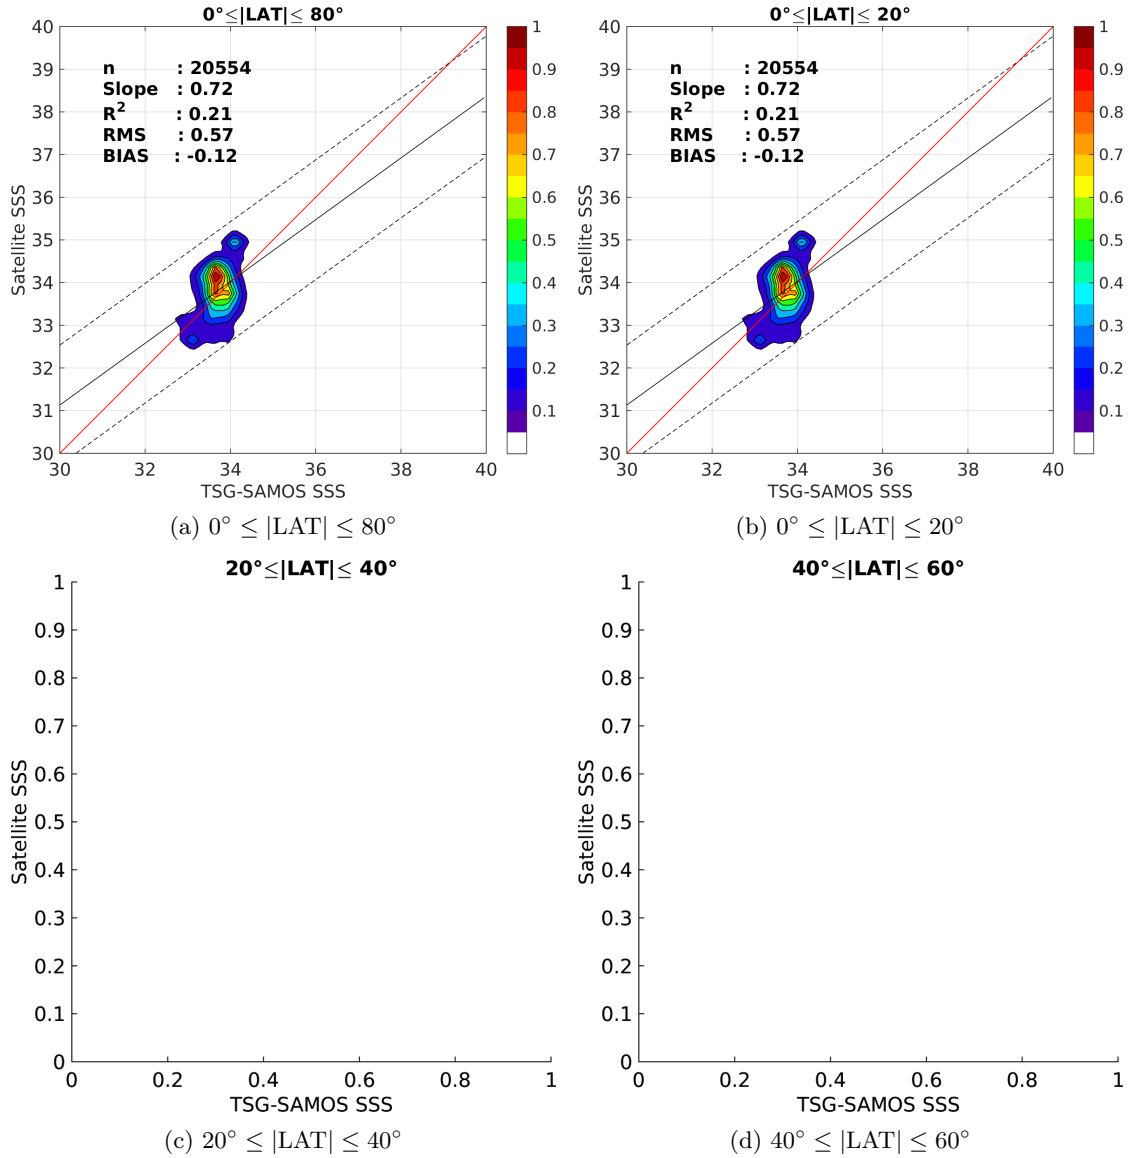 0°≤|LAT|≤ 80°
40
39
38
37
36
35
34
33
32
31
30
Satellite SSS
n : 20554
Slope : 0.72
R² : 0.21
RMS : 0.57
BIAS : -0.12
30 32 34 36 38 40
TSG-SAMOS SSS
1
0.9
0.8
0.7
0.6
0.5
0.4
0.3
0.2
0.1
(a) 0° ≤ |LAT| ≤ 80°
0°≤|LAT|≤ 20°
40
39
38
37
36
35
34
33
32
31
30
Satellite SSS
n : 20554
Slope : 0.72
R² : 0.21
RMS : 0.57
BIAS : -0.12
30 32 34 36 38 40
TSG-SAMOS SSS
1
0.9
0.8
0.7
0.6
0.5
0.4
0.3
0.2
0.1
(b) 0° ≤ |LAT| ≤ 20°
20°≤|LAT|≤ 40°
1
0.9
0.8
0.7
0.6
0.5
0.4
0.3
0.2
0.1
0
Satellite SSS
0 0.2 0.4 0.6 0.8 1
TSG-SAMOS SSS
(c) 20° ≤ |LAT| ≤ 40°
40°≤|LAT|≤ 60°
1
0.9
0.8
0.7
0.6
0.5
0.4
0.3
0.2
0.1
0
Satellite SSS
0 0.2 0.4 0.6 0.8 1
TSG-SAMOS SSS
(d) 40° ≤ |LAT| ≤ 60°